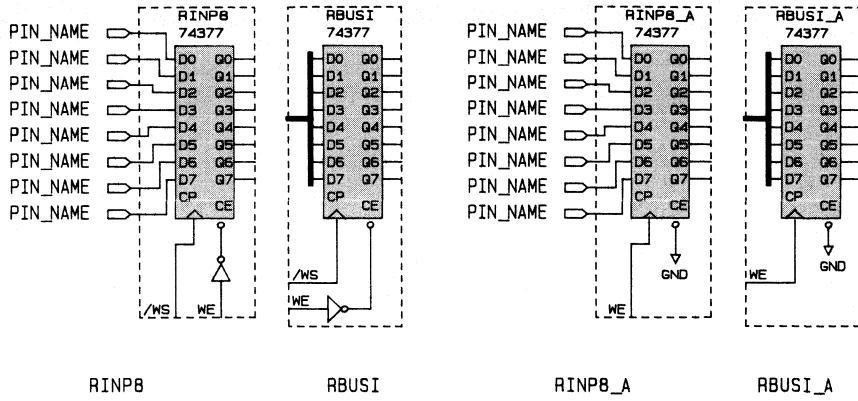 RINP8
74377
PIN_NAME
PIN_NAME
PIN_NAME
PIN_NAME
PIN_NAME
PIN_NAME
PIN_NAME
PIN_NAME
D0 Q0
D1 Q1
D2 Q2
D3 Q3
D4 Q4
D5 Q5
D6 Q6
D7 Q7
CP
CE
/WS WE
RBUSI
74377
D0 Q0
D1 Q1
D2 Q2
D3 Q3
D4 Q4
D5 Q5
D6 Q6
D7 Q7
CP
CE
/WS
WE
RINP8_A
74377
PIN_NAME
PIN_NAME
PIN_NAME
PIN_NAME
PIN_NAME
PIN_NAME
PIN_NAME
PIN_NAME
D0 Q0
D1 Q1
D2 Q2
D3 Q3
D4 Q4
D5 Q5
D6 Q6
D7 Q7
CP
CE
GND
WE
RBUSI_A
74377
D0 Q0
D1 Q1
D2 Q2
D3 Q3
D4 Q4
D5 Q5
D6 Q6
D7 Q7
CP
CE
WE
GND
RINP8 RBUSI RINP8_A RBUSI_A